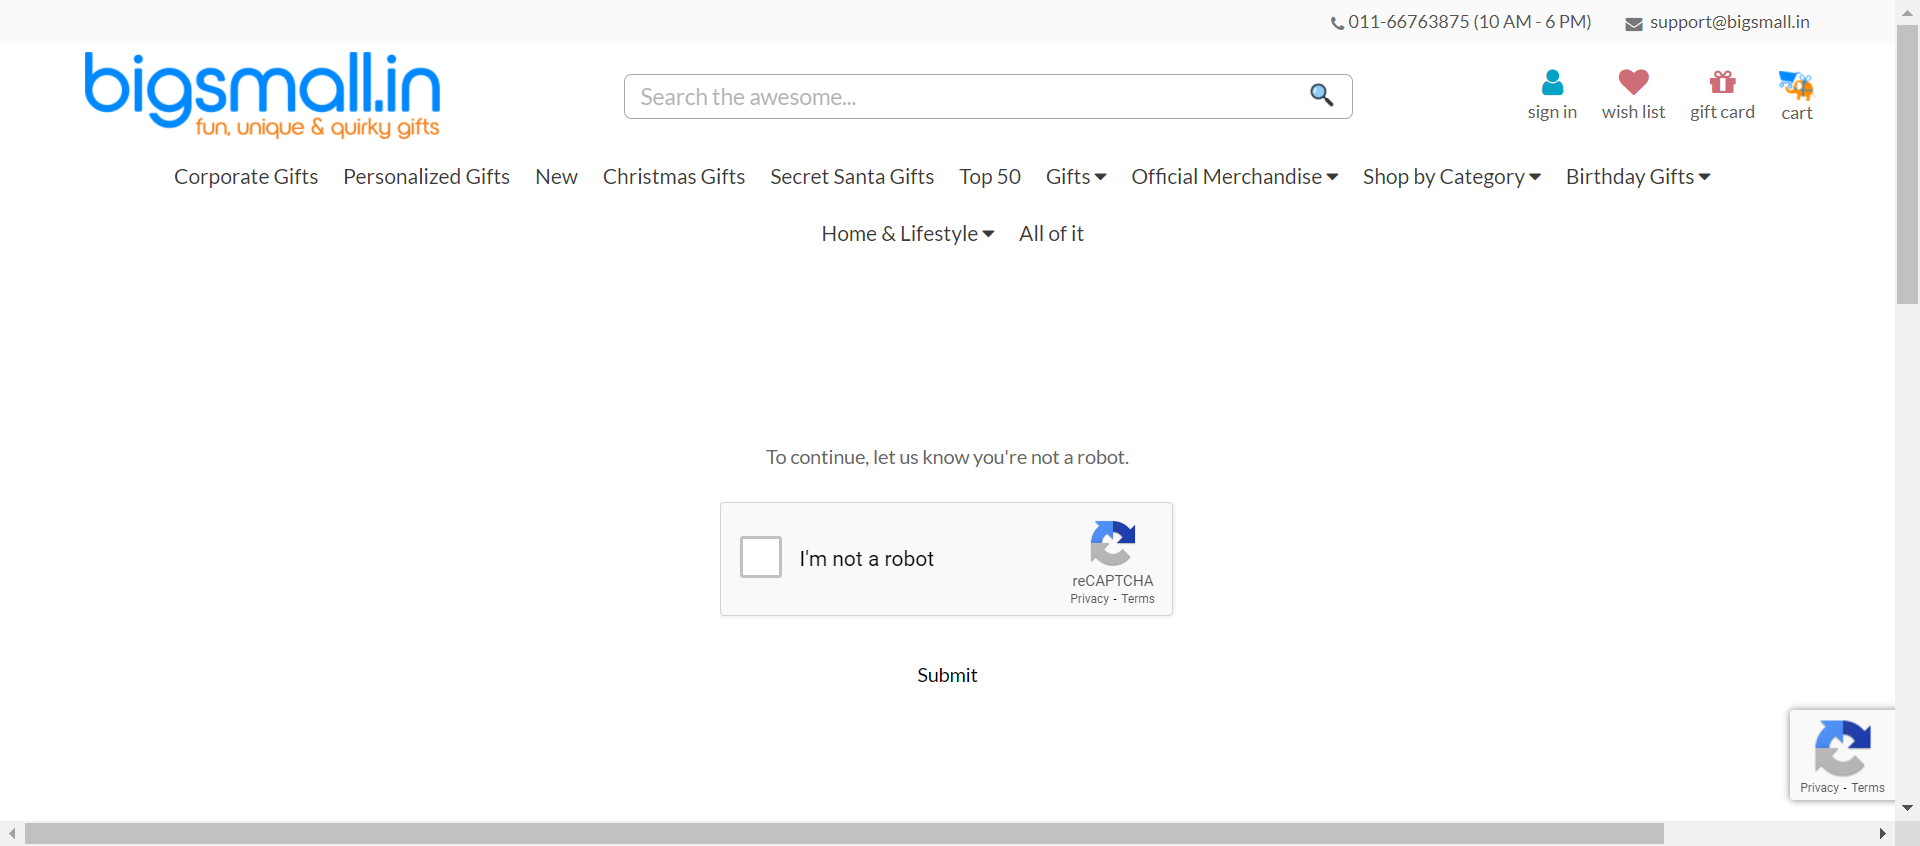 011-66763875 (10 AM - 6 PM) support@bigsmall.in
bigsmall.in
fun, unique & quirky gifts
Search the awesome...
sign in wish list gift card cart
Corporate Gifts Personalized Gifts New Christmas Gifts Secret Santa Gifts Top 50 Gifts Official Merchandise Shop by Category Birthday Gifts
Home & Lifestyle All of it
To continue, let us know you're not a robot.
I'm not a robot
reCAPTCHA
Privacy - Terms
Submit
Privacy - Terms